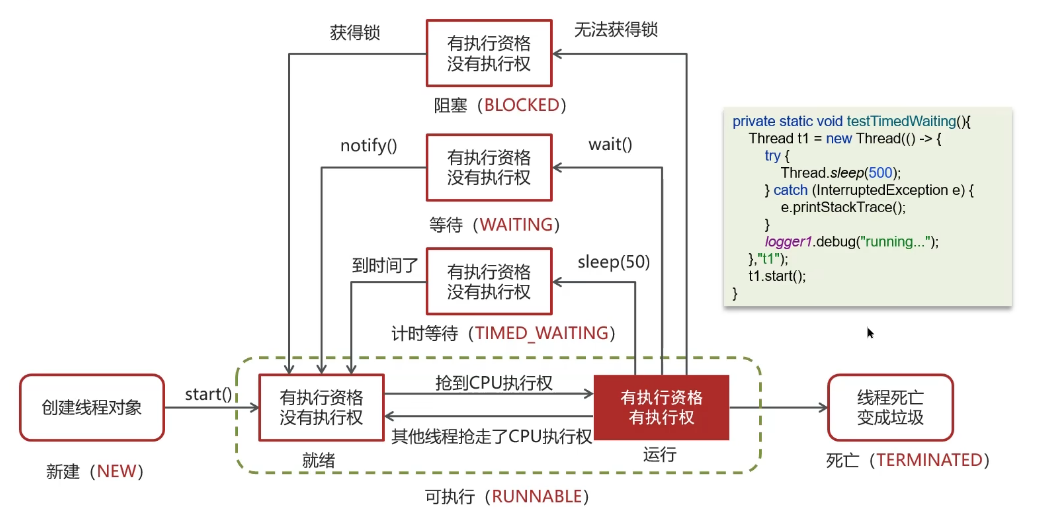 获得锁
无法获得锁
有执行资格
没有执行权
阻塞（BLOCKED）
notify()
wait()
有执行资格
没有执行权
等待（WAITING）
到时间了
sleep(50)
有执行资格
没有执行权
计时等待（TIMED_WAITING）
private static void testTimedWaiting(){
Thread t1 = new Thread(() -> {
try {
Thread.sleep(500);
} catch (InterruptedException e) {
e.printStackTrace();
}
logger1.debug("running...");
},"t1");
t1.start();
}
创建线程对象
新建（NEW）
start()
有执行资格
没有执行权
就绪
抢到CPU执行权
其他线程抢走了CPU执行权
有执行资格
有执行权
运行
可执行（RUNNABLE）
线程死亡
变成垃圾
死亡（TERMINATED）